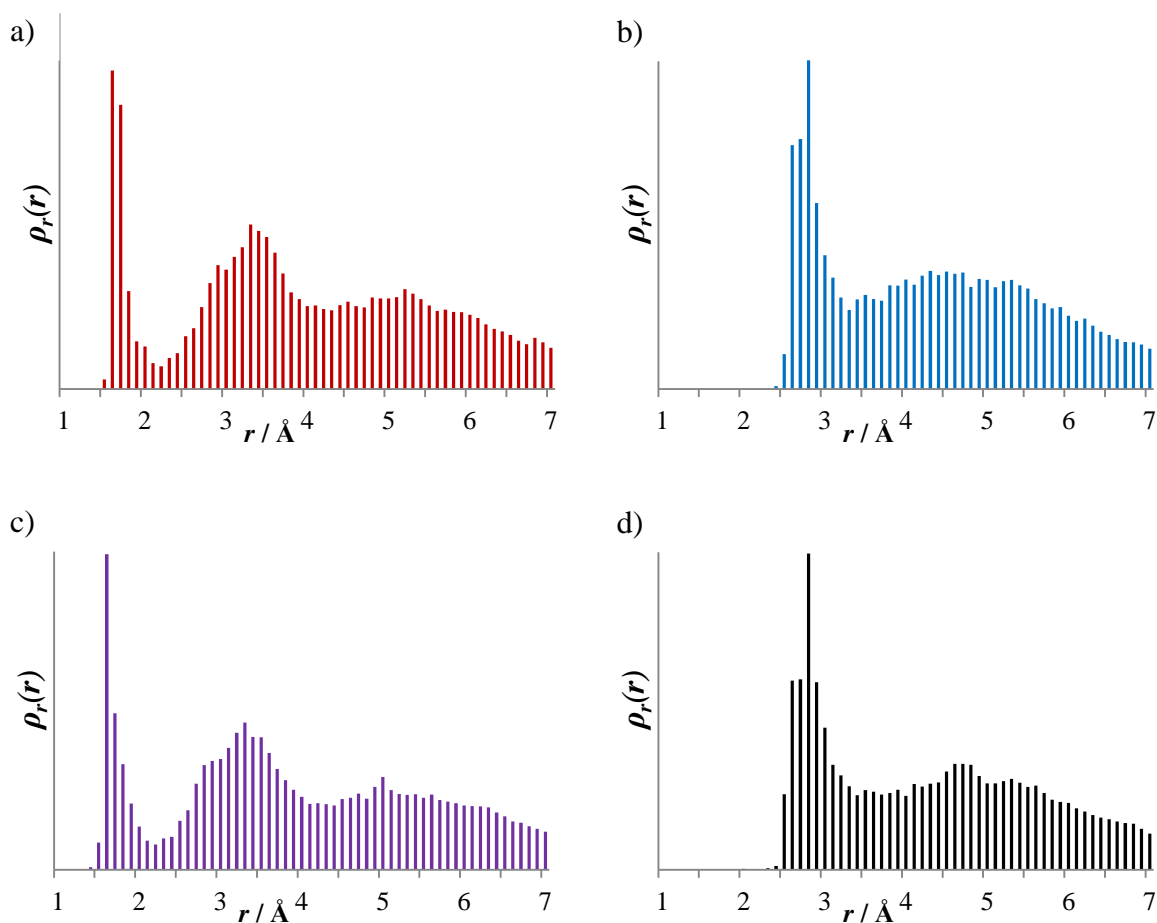 a)
ρr(r)
1 2 3 4 5 6 7
r / Å
b)
ρr(r)
1 2 3 4 5 6 7
r / Å
c)
ρr(r)
1 2 3 4 5 6 7
r / Å
d)
ρr(r)
1 2 3 4 5 6 7
r / Å